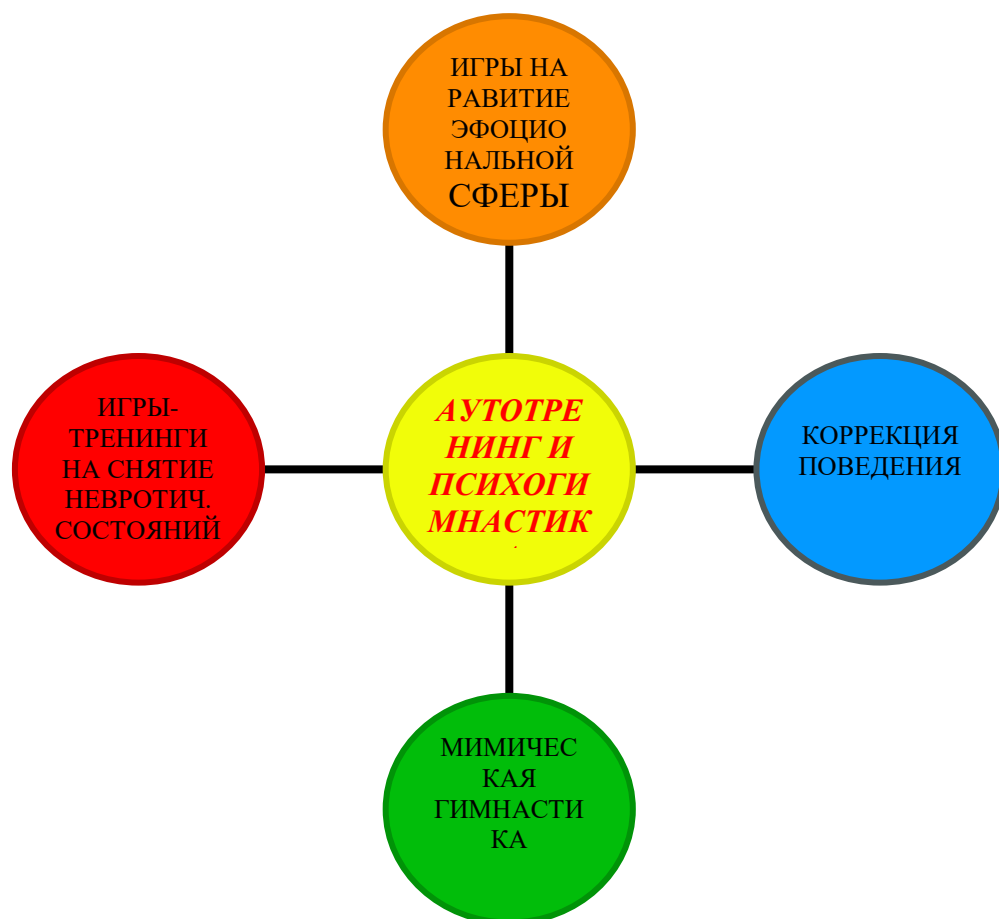 ИГРЫ НА
РАВИТИЕ
ЭФОЦИО
НАЛЬНОЙ
СФЕРЫ
ИГРЫ-
ТРЕНИНГИ
НА СНЯТИЕ
НЕВРОТИЧ.
СОСТОЯНИЙ
АУТОТРЕ
НИНГ И
ПСИХОГИ
МНАСТИК
КОРРЕКЦИЯ
ПОВЕДЕНИЯ
МИМИЧЕС
КАЯ
ГИМНАСТИ
КА